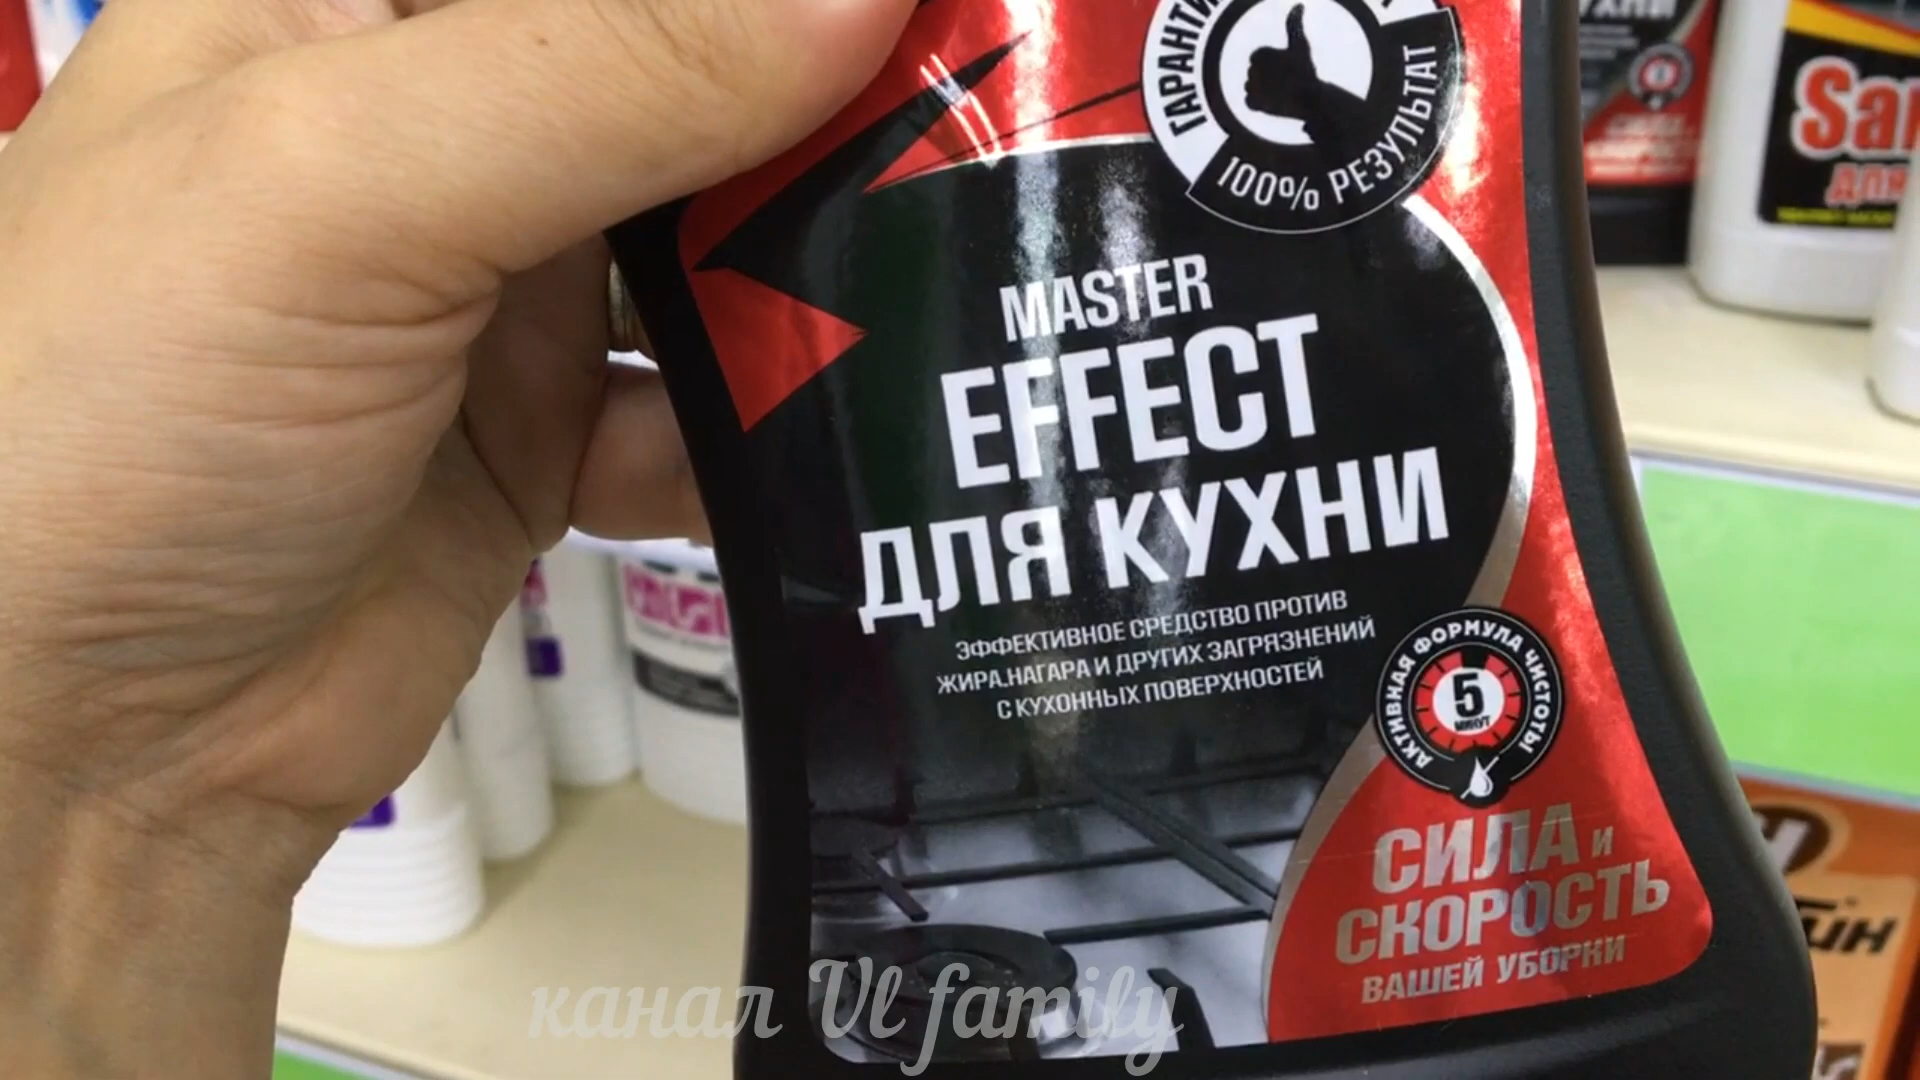 ГАРАНТИ
100% РЕЗУЛЬТАТ
MASTER
EFFECT
ДЛЯ КУХНИ
ЭФФЕКТИВНОЕ СРЕДСТВО ПРОТИВ
ЖИРА,НАГАРА И ДРУГИХ ЗАГРЯЗНЕНИЙ
С КУХОННЫХ ПОВЕРХНОСТЕЙ
АКТИВНАЯ ФОРМУЛА ЧИСТОТЫ
5
МИНУТ
СИЛА И
СКОРОСТЬ
ВАШЕЙ УБОРКИ
San
для
канал Vl family